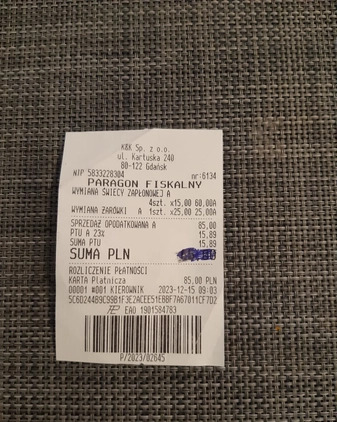 K&K Sp. z o.o.
ul. Kartuska 240
80-122 Gdańsk
NIP 5833228304 nr:6134
PARAGON FISKALNY
WYMIANA ŚWIECY ZAPŁONOWEJ A
4szt. x15,00 60,00A
WYMIANA ŻARÓWKI A 1szt. x25,00 25,00A
SPRZEDAŻ OPODATKOWANA A 85,00
PTU A 23% 15,89
SUMA PTU 15,89
SUMA PLN
ROZLICZENIE PŁATNOŚCI
KARTA Płatnicza 85,00 PLN
00001 #001 KIEROWNIK 2023-12-15 09:03
5C6D244B9C99B1F3E2ACEE51EBBF7A67011CF7D2
EAO 1901584783
P/2023/02645